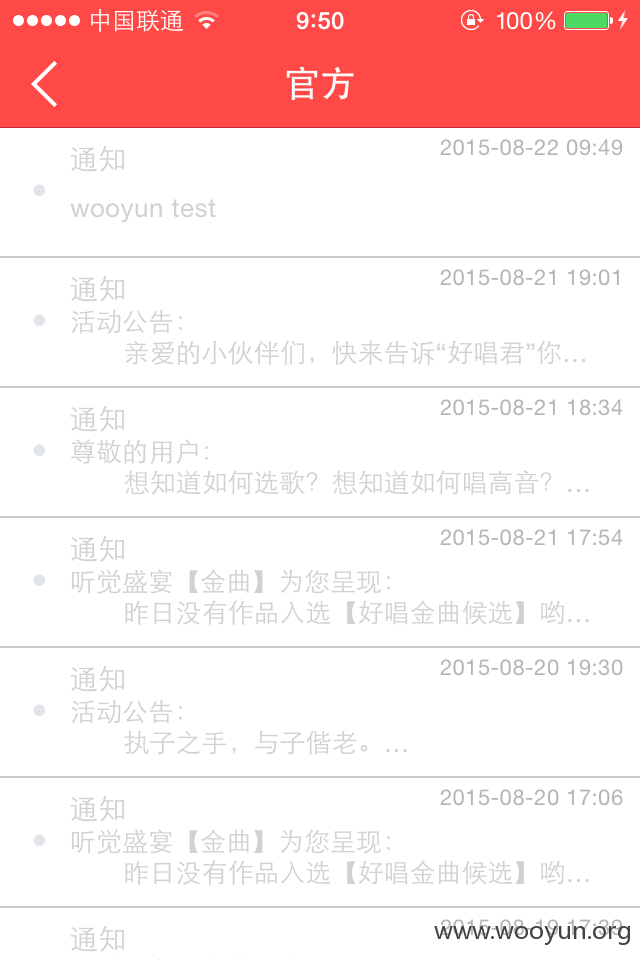 中国联通 9:50 100%
官方
通知 2015-08-22 09:49
wooyun test
通知 2015-08-21 19:01
活动公告:
亲爱的小伙伴们，快来告诉“好唱君”你...
通知 2015-08-21 18:34
尊敬的用户:
想知道如何选歌？想知道如何唱高音？...
通知 2015-08-21 17:54
听觉盛宴【金曲】为您呈现:
昨日没有作品入选【好唱金曲候选】哟...
通知 2015-08-20 19:30
活动公告:
执子之手，与子偕老。...
通知 2015-08-20 17:06
听觉盛宴【金曲】为您呈现:
昨日没有作品入选【好唱金曲候选】哟...
通知 2015-08-19 17:39
www.wooyun.org